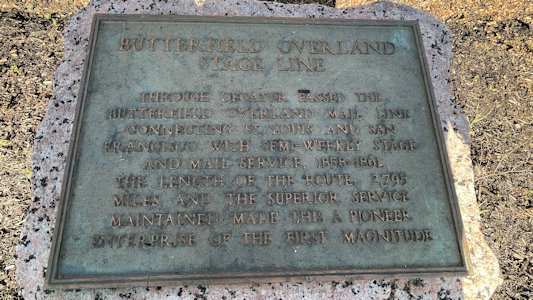 BUTTERFIELD OVERLAND
STAGE LINE
THROUGH DECATUR PASSED THE
BUTTERFIELD OVERLAND MAIL LINE
CONNECTING ST. LOUIS AND SAN
FRANCISCO WITH SEMI-WEEKLY STAGE
AND MAIL SERVICE, 1858-1861.
THE LENGTH OF THE ROUTE, 2,795
MILES, AND THE SUPERIOR SERVICE
MAINTAINED MADE THIS A PIONEER
ENTERPRISE OF THE FIRST MAGNITUDE